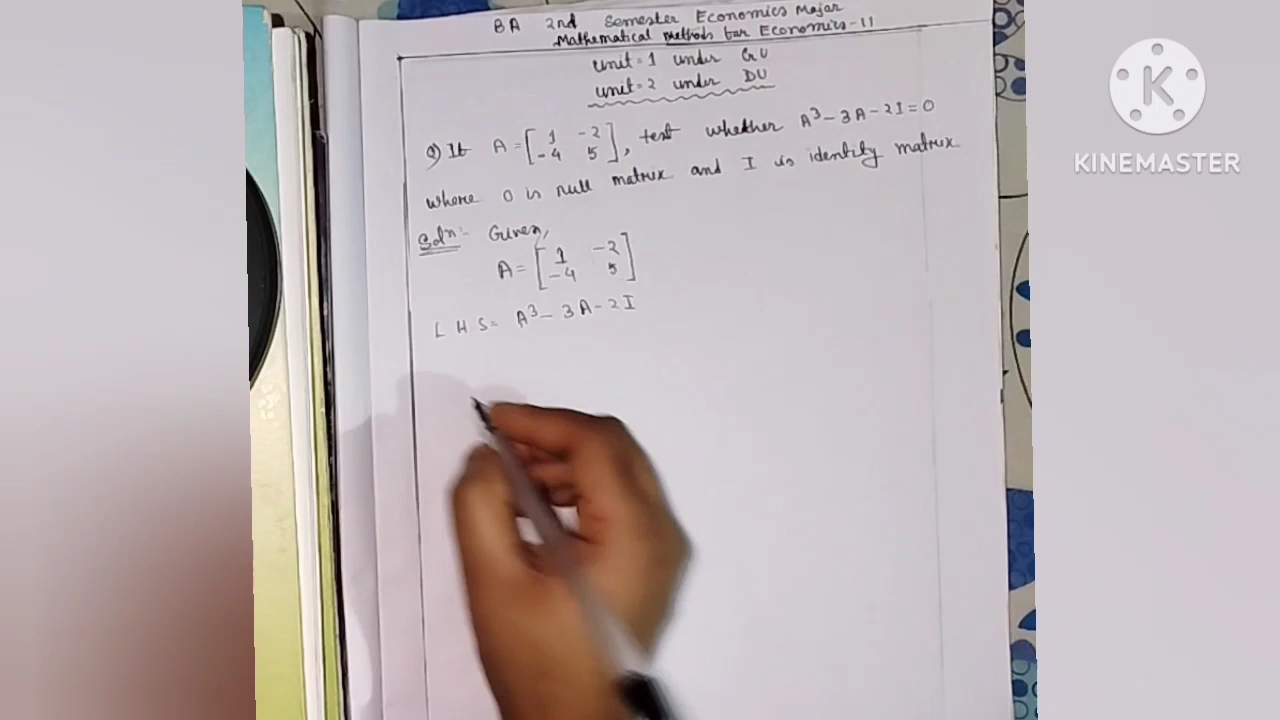 BA 2nd Semester Economics Major
Mathematical methods for Economics-II
unit=1 under GU
unit=2 under DU
Q) If A = [1 -2
-4 5], test whether A³-3A-2I=0
where 0 is null matrix and I is identity matrix
Soln:- Given,
A = [1 -2
-4 5]
LHS= A³-3A-2I
K
KINEMASTER